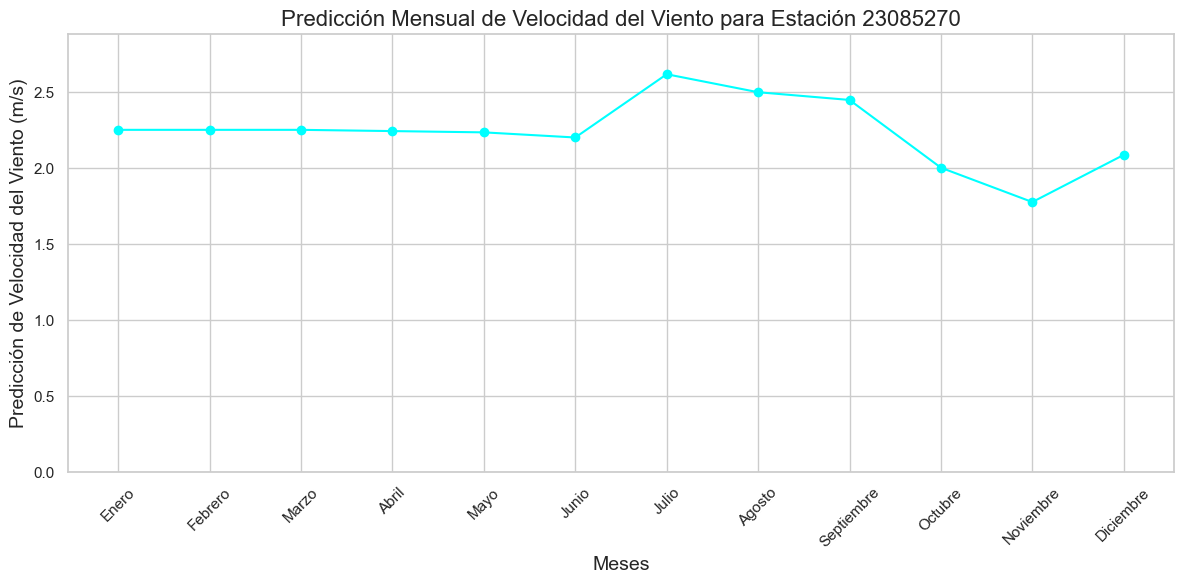 Predicción Mensual de Velocidad del Viento para Estación 23085270
Predicción de Velocidad del Viento (m/s)
2.5
2.0
1.5
1.0
0.5
0.0
Enero
Febrero
Marzo
Abril
Mayo
Junio
Julio
Agosto
Septiembre
Octubre
Noviembre
Diciembre
Meses